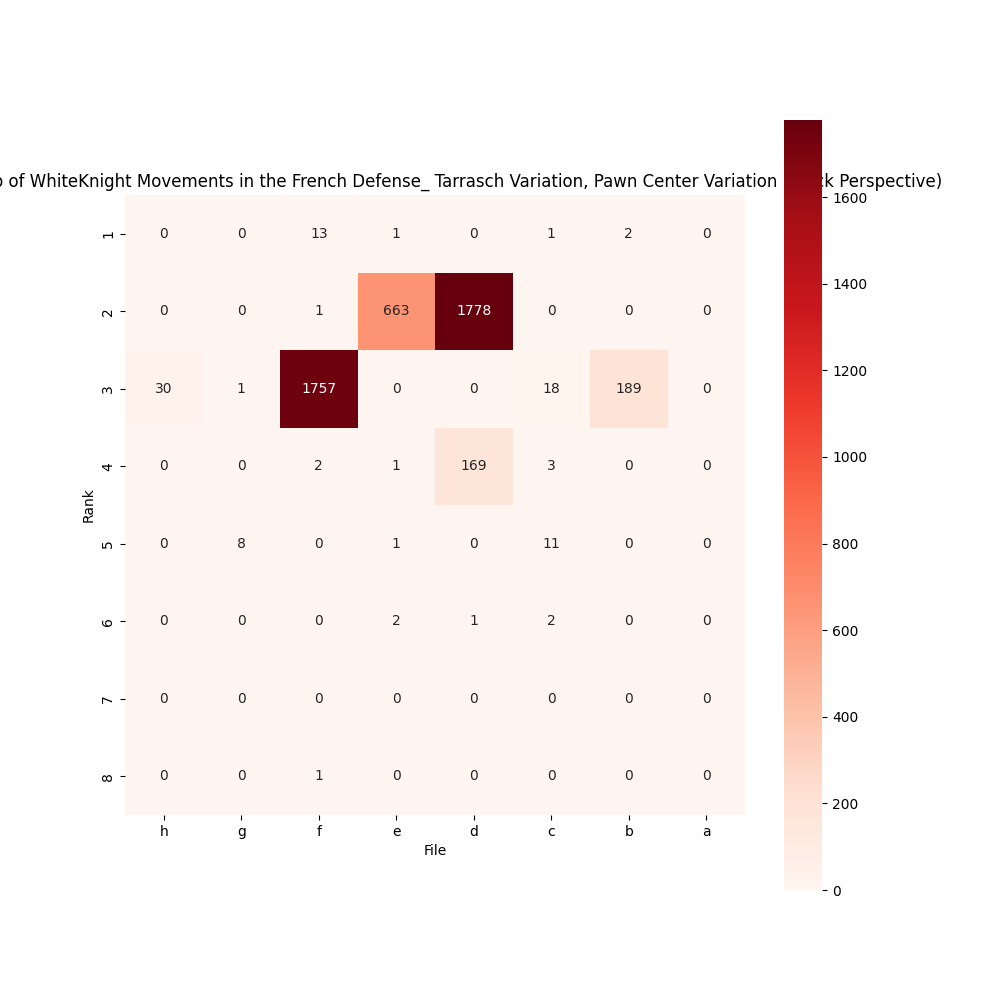 of WhiteKnight Movements in the French Defense_ Tarrasch Variation, Pawn Center Variation Perspective)
1 0 0 13 1 0 1 2 0
2 0 0 1 663 1778 0 0 0
3 30 1 1757 0 0 18 189 0
4 0 0 2 1 169 3 0 0
5 0 8 0 1 0 11 0 0
6 0 0 0 2 1 2 0 0
7 0 0 0 0 0 0 0 0
8 0 0 1 0 0 0 0 0
h g f e d c b a
File
Rank
1600
1400
1200
1000
800
600
400
200
0